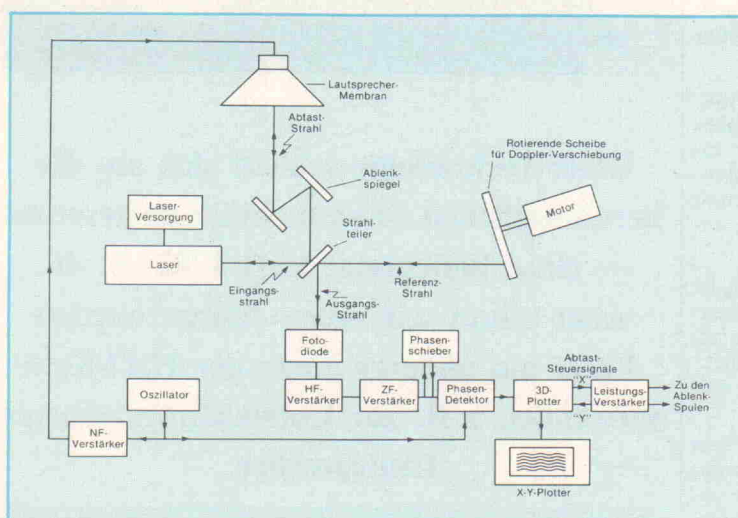 Lautsprecher-
Membran
Abtast-
Strahl
Rotierende Scheibe
für Doppler-Verschiebung
Ablenk-
spiegel
Motor
Laser-
Versorgung
Strahl-
teiler
Laser
Eingangs-
strahl
Referenz-
Strahl
Ausgangs-
Strahl
Foto-
diode
Phasen-
schieber
Abtast-
Steuersignale
Oszillator
HF-
Verstärker
ZF-
Verstärker
Phasen-
Detektor
3D-
Plotter
"X"
"Y"
Leistungs-
Verstärker
Zu den
Ablenk-
Spulen
NF-
Verstärker
X-Y-Plotter